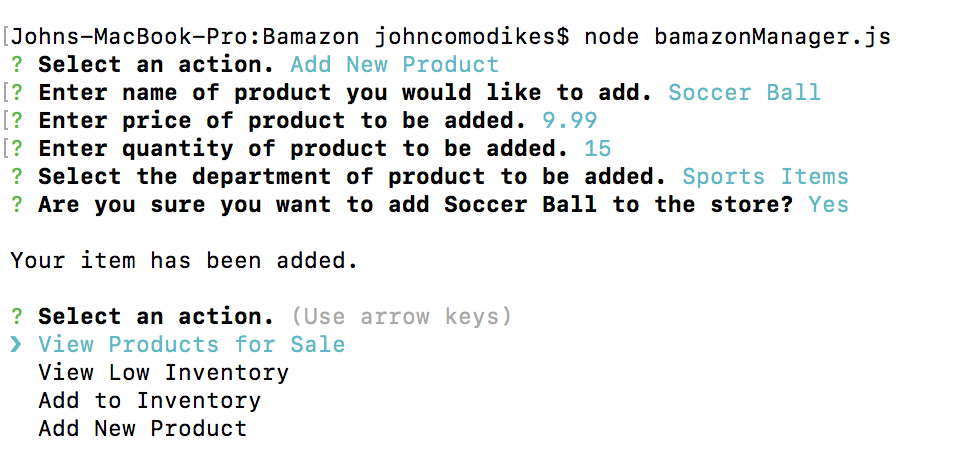 [Johns-MacBook-Pro:Bamazon johncomodikes$ node bamazonManager.js
? Select an action. Add New Product
[? Enter name of product you would like to add. Soccer Ball
[? Enter price of product to be added. 9.99
[? Enter quantity of product to be added. 15
? Select the department of product to be added. Sports Items
? Are you sure you want to add Soccer Ball to the store? Yes
Your item has been added.
? Select an action. (Use arrow keys)
❯ View Products for Sale
View Low Inventory
Add to Inventory
Add New Product